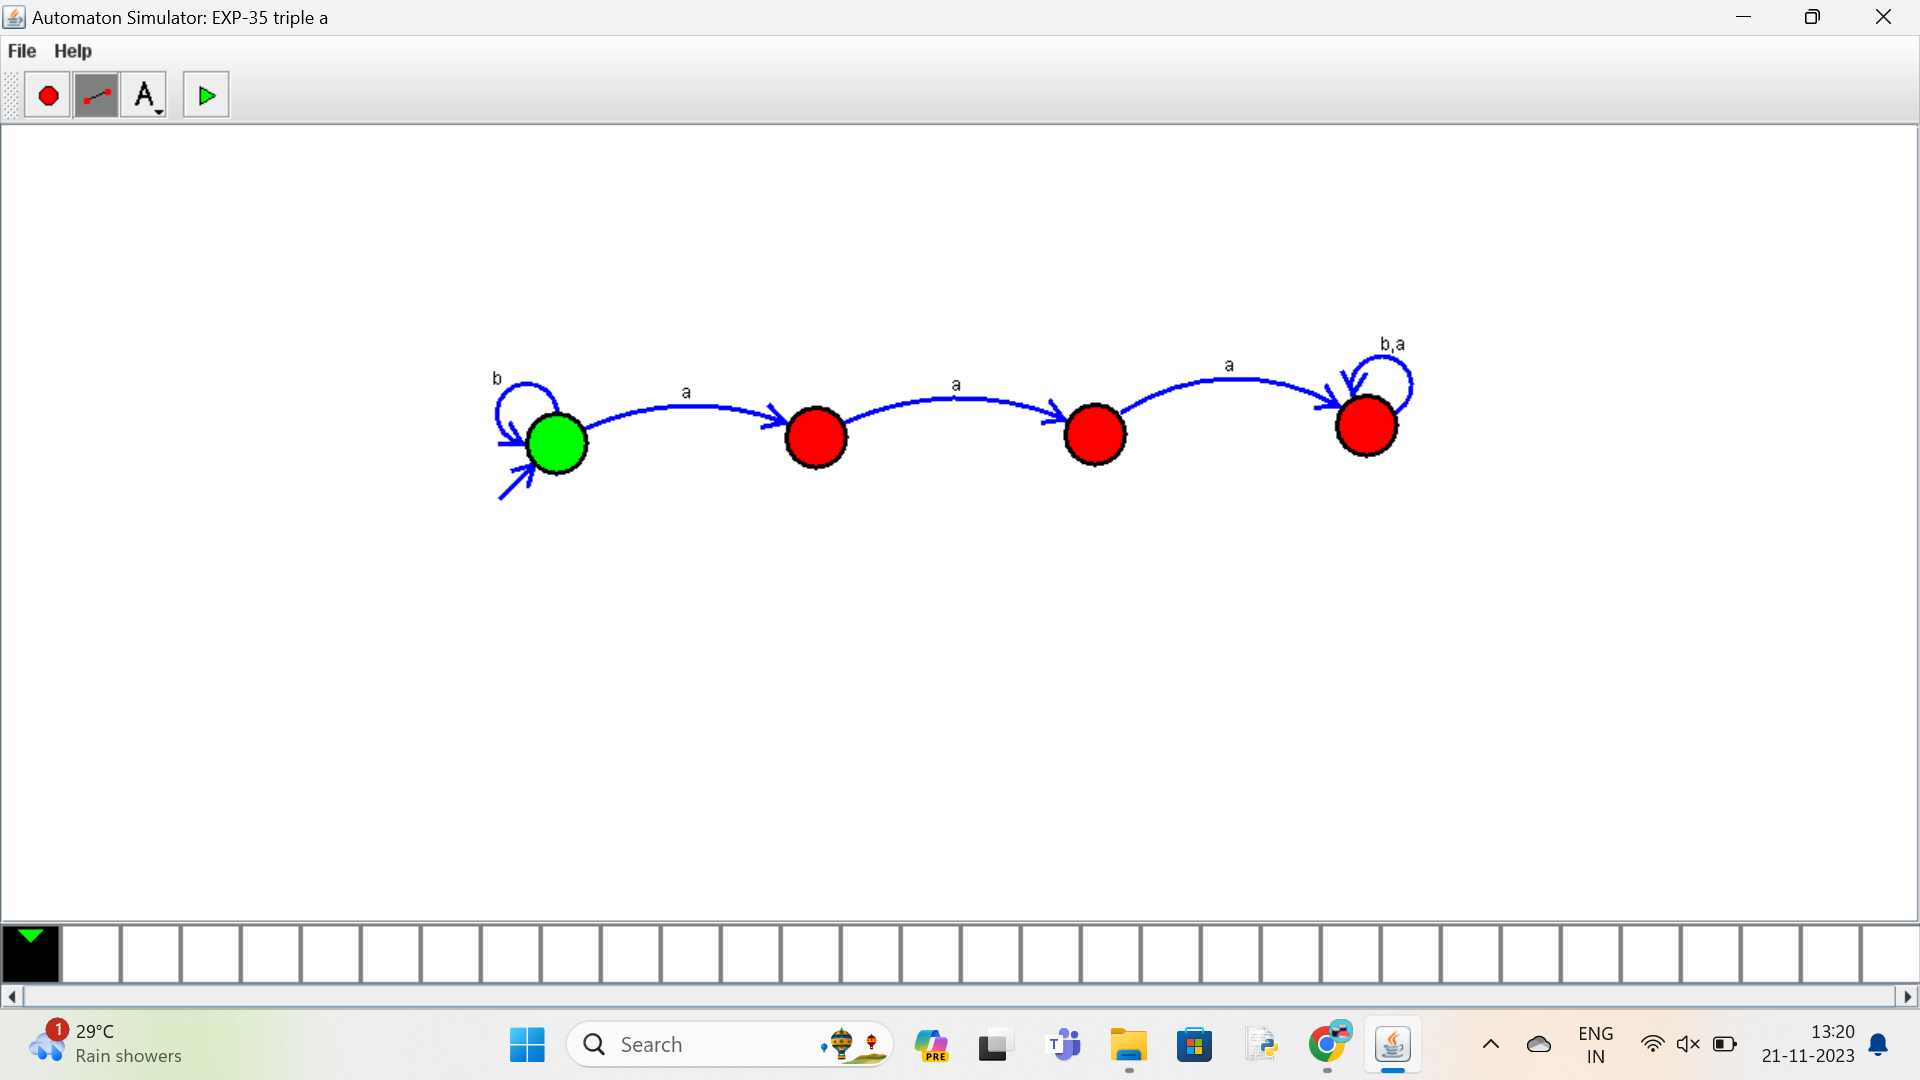 Automaton Simulator: EXP-35 triple a
File Help
A
b,a
a
a
a
b
1
29°C
Rain showers
Search
PRE
T
ENG
IN
13:20
21-11-2023